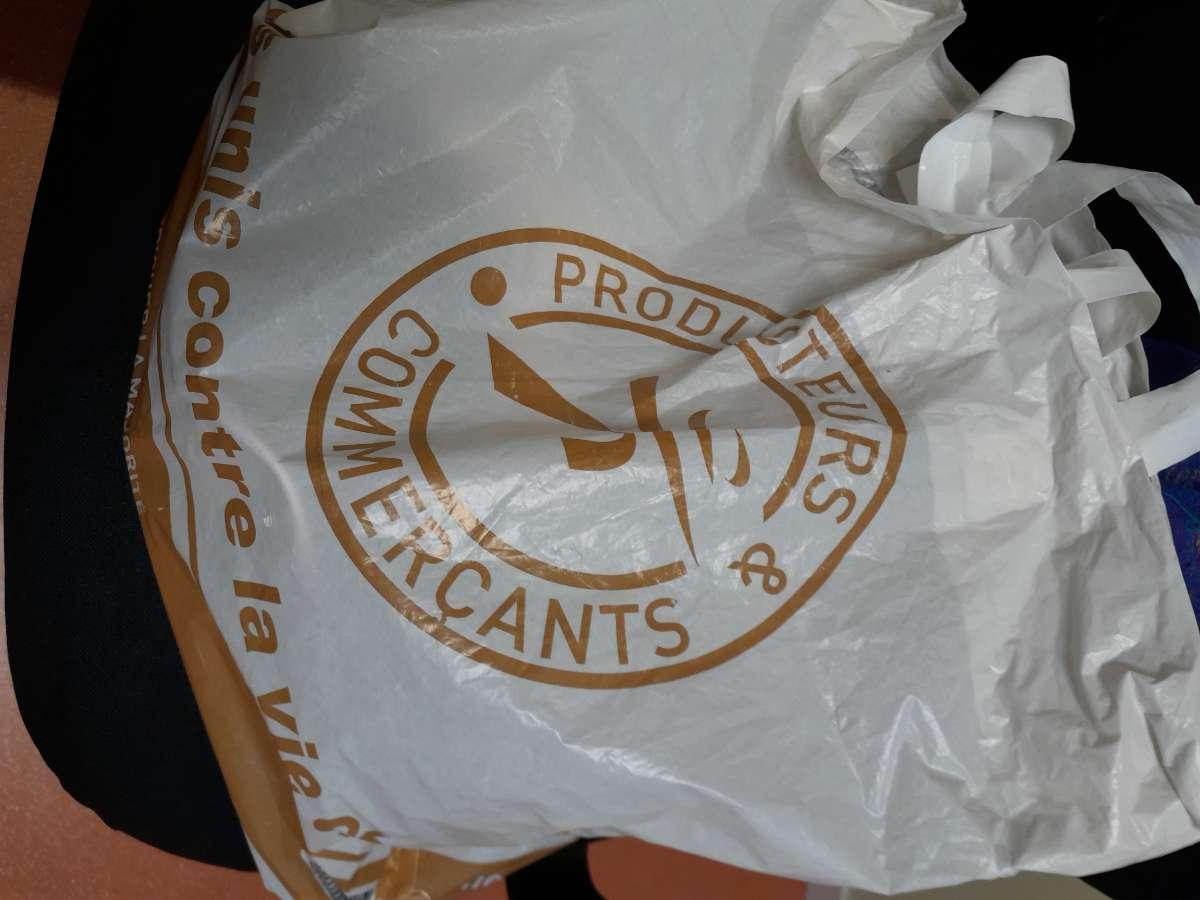 PRODUCTEURS
&
COMMERÇANTS
unis contre la vie